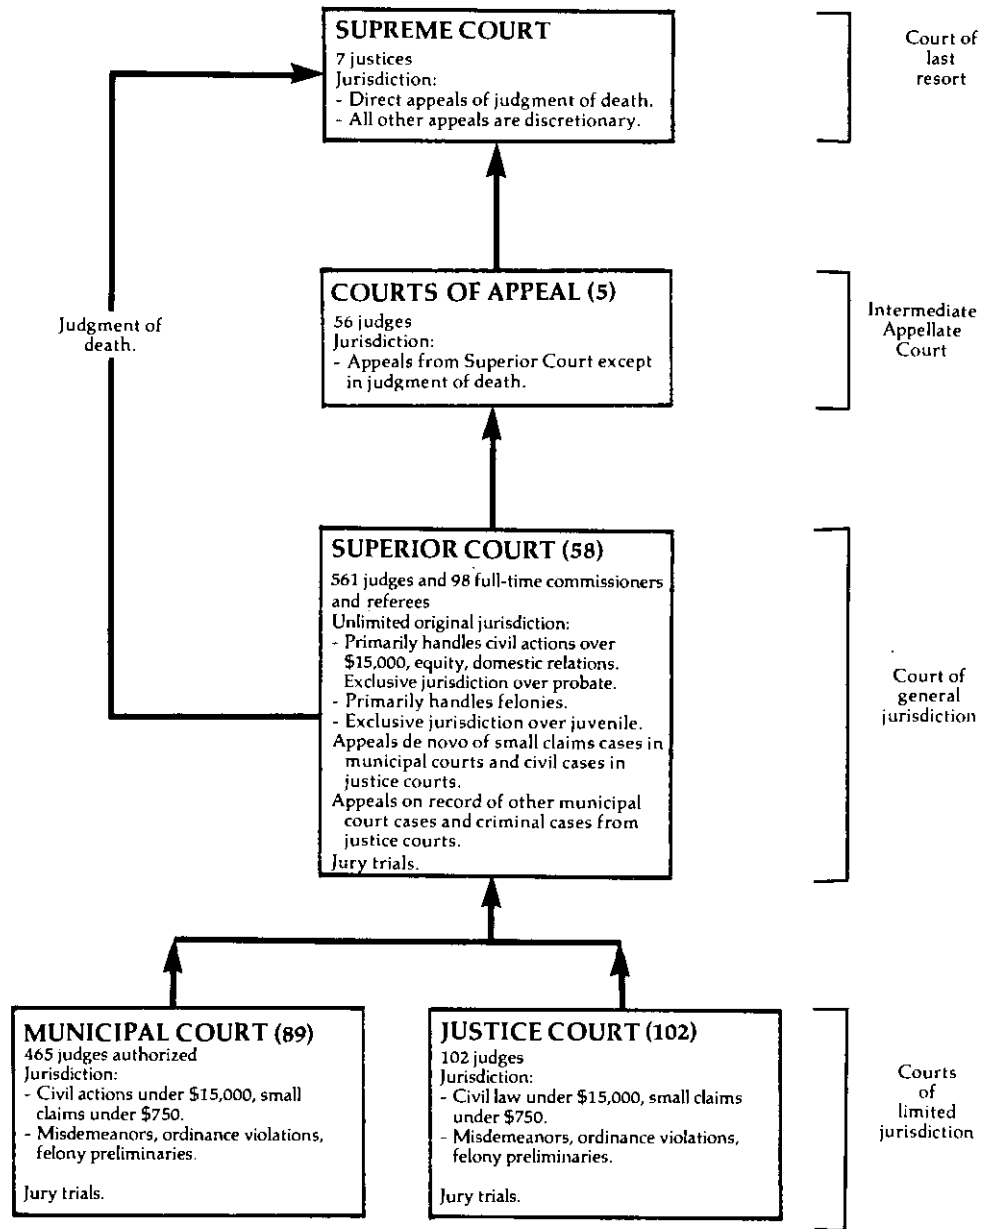 SUPREME COURT
7 justices
Jurisdiction:
- Direct appeals of judgment of death.
- All other appeals are discretionary.
Court of
last
resort
COURTS OF APPEAL (5)
56 judges
Jurisdiction:
- Appeals from Superior Court except
in judgment of death.
Intermediate
Appellate
Court
Judgment of
death.
SUPERIOR COURT (58)
561 judges and 98 full-time commissioners
and referees
Unlimited original jurisdiction:
- Primarily handles civil actions over
$15,000, equity, domestic relations.
Exclusive jurisdiction over probate.
- Primarily handles felonies.
- Exclusive jurisdiction over juvenile.
Appeals de novo of small claims cases in
municipal courts and civil cases in
justice courts.
Appeals on record of other municipal
court cases and criminal cases from
justice courts.
Jury trials.
Court of
general
jurisdiction
MUNICIPAL COURT (89)
465 judges authorized
Jurisdiction:
- Civil actions under $15,000, small
claims under $750.
- Misdemeanors, ordinance violations,
felony preliminaries.
Jury trials.
JUSTICE COURT (102)
102 judges
Jurisdiction:
- Civil law under $15,000, small claims
under $750.
- Misdemeanors, ordinance violations,
felony preliminaries.
Jury trials.
Courts
of
limited
jurisdiction